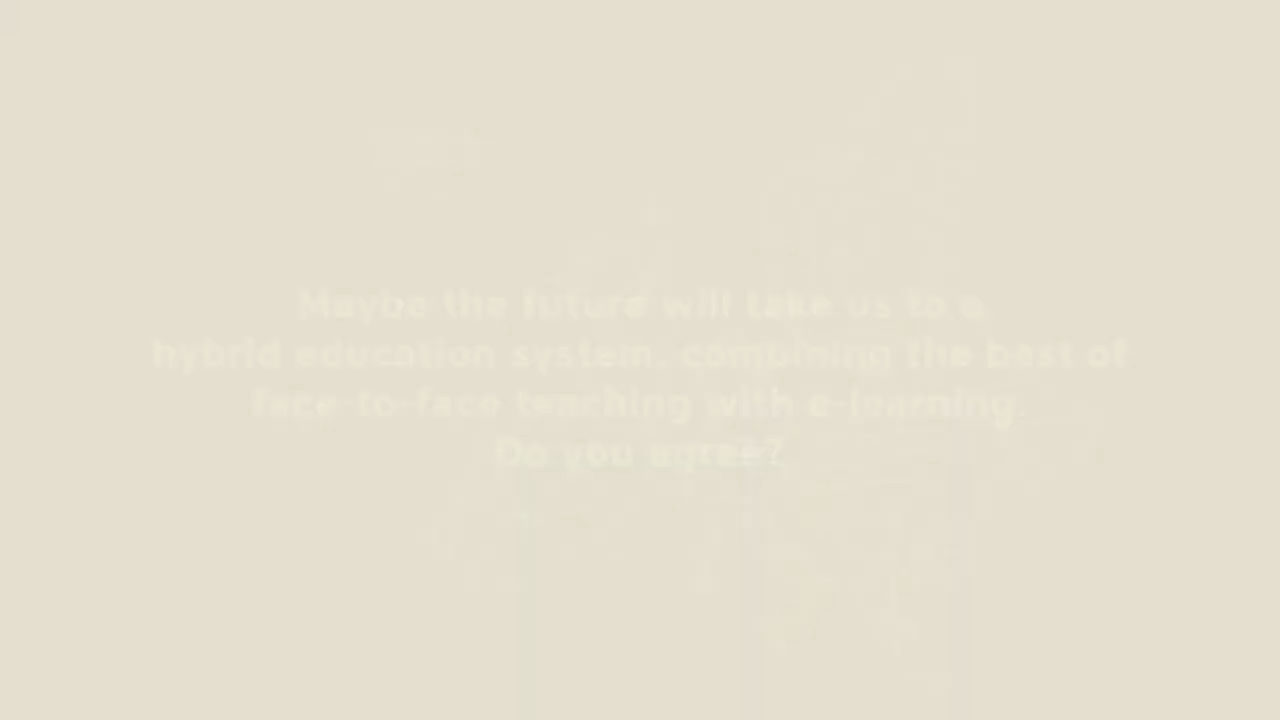 Maybe the future will take us to a
hybrid education system, combining the best of
face-to-face teaching with e-learning.
Do you agree?